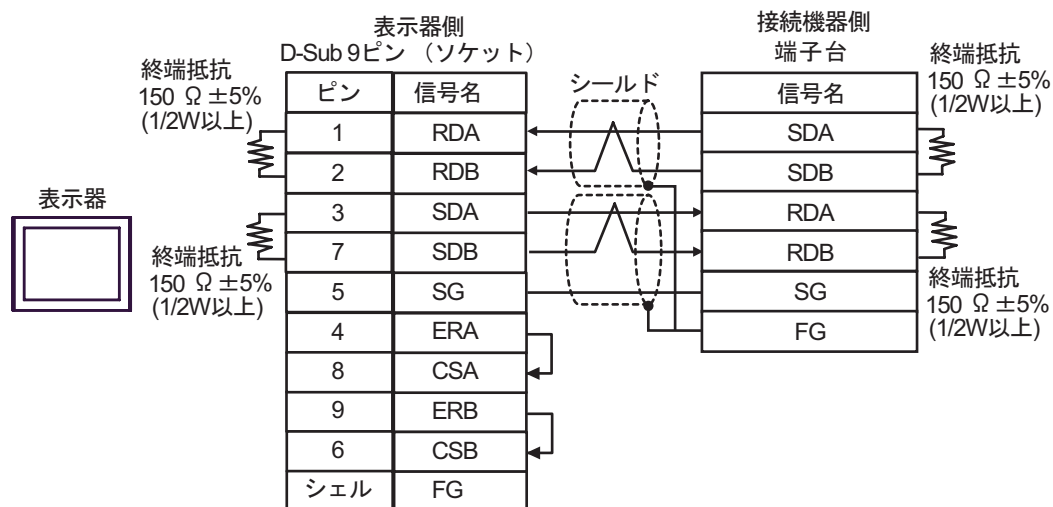 表示器側
D-Sub 9ピン （ソケット）
接続機器側
端子台
終端抵抗
150 Ω ±5%
(1/2W以上)
シールド
終端抵抗
150 Ω ±5%
(1/2W以上)
ピン 信号名
1 RDA
2 RDB
3 SDA
7 SDB
5 SG
4 ERA
8 CSA
9 ERB
6 CSB
シェル FG
信号名
SDA
SDB
RDA
RDB
SG
FG
表示器
終端抵抗
150 Ω ±5%
(1/2W以上)
終端抵抗
150 Ω ±5%
(1/2W以上)